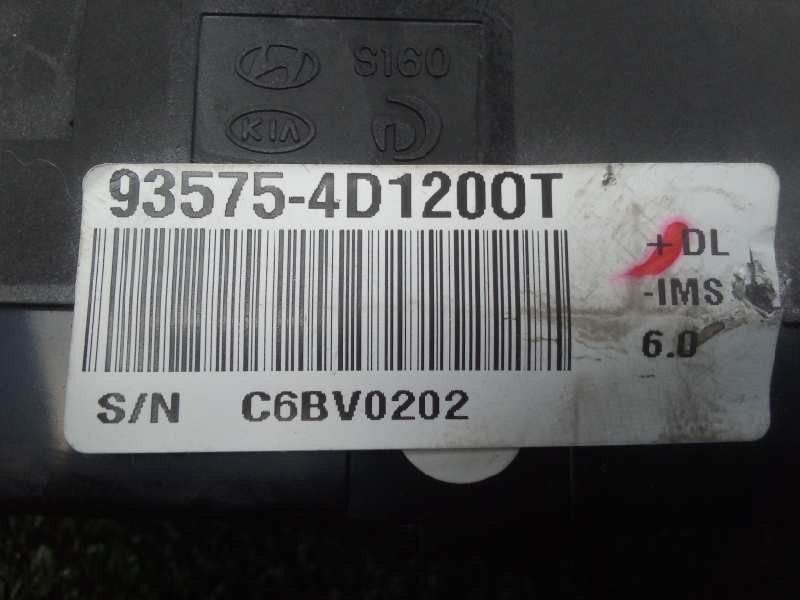 S160
KIA
93575-4D1200T
+DL
-IMS
6.0
S/N C6BV0202